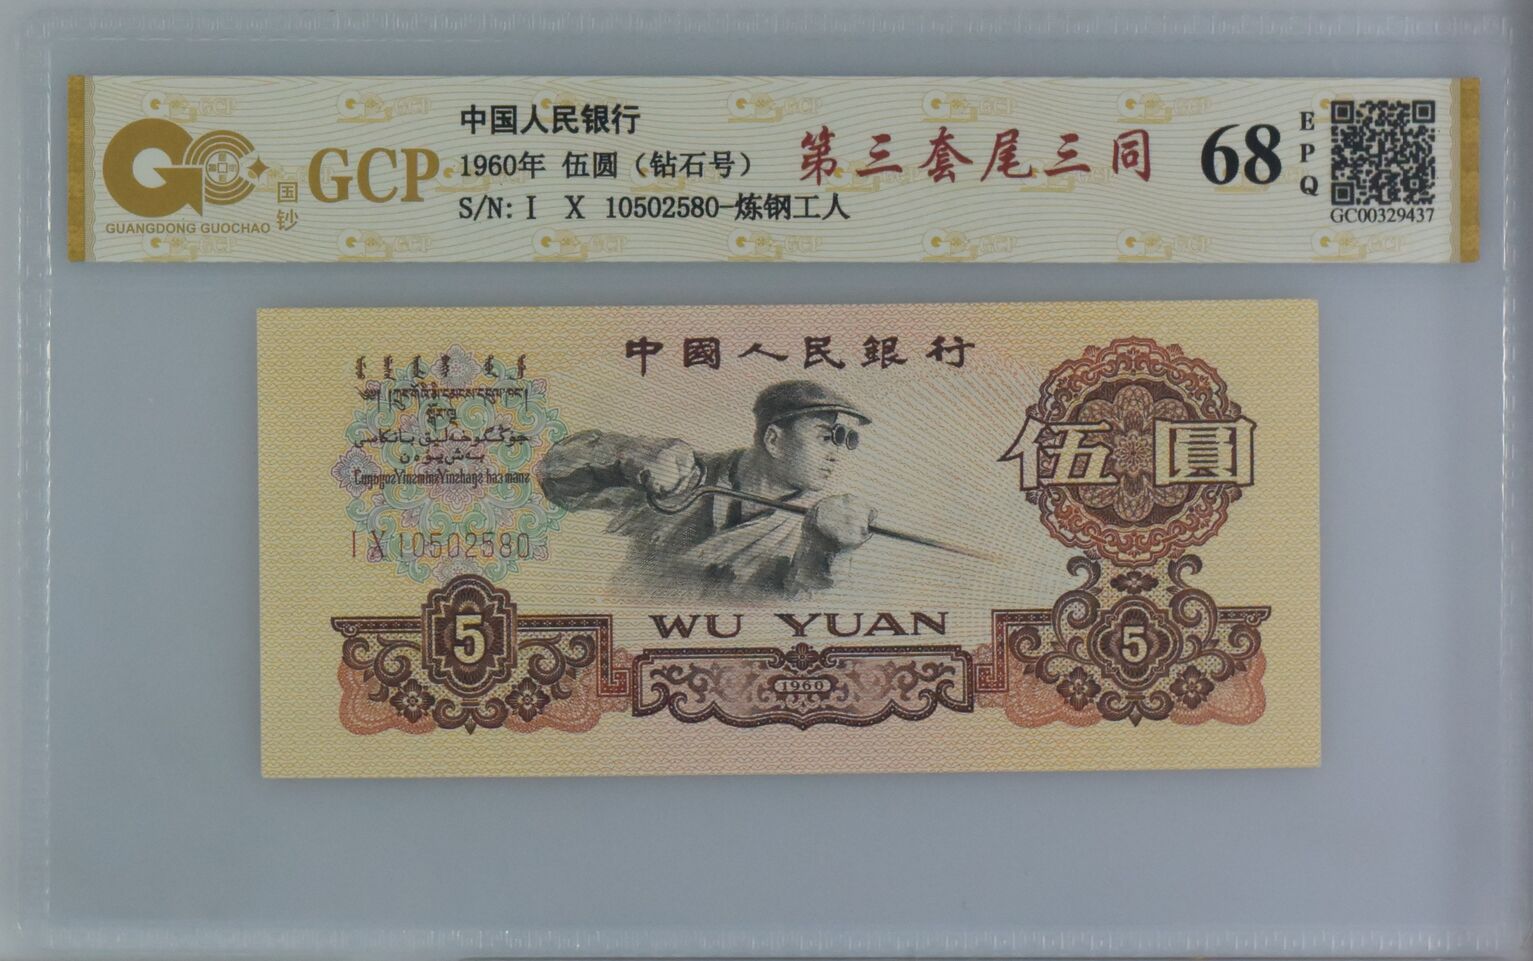 GUANGDONG GUOCHAO
国钞
GCP
中国人民银行
1960年 伍圆（钻石号）
S/N: I X 10502580-炼钢工人
第三套尾三同
68
EPQ
GC00329437
中國人民銀行
伍圓
I X 10502580
5
WU YUAN
5
1960